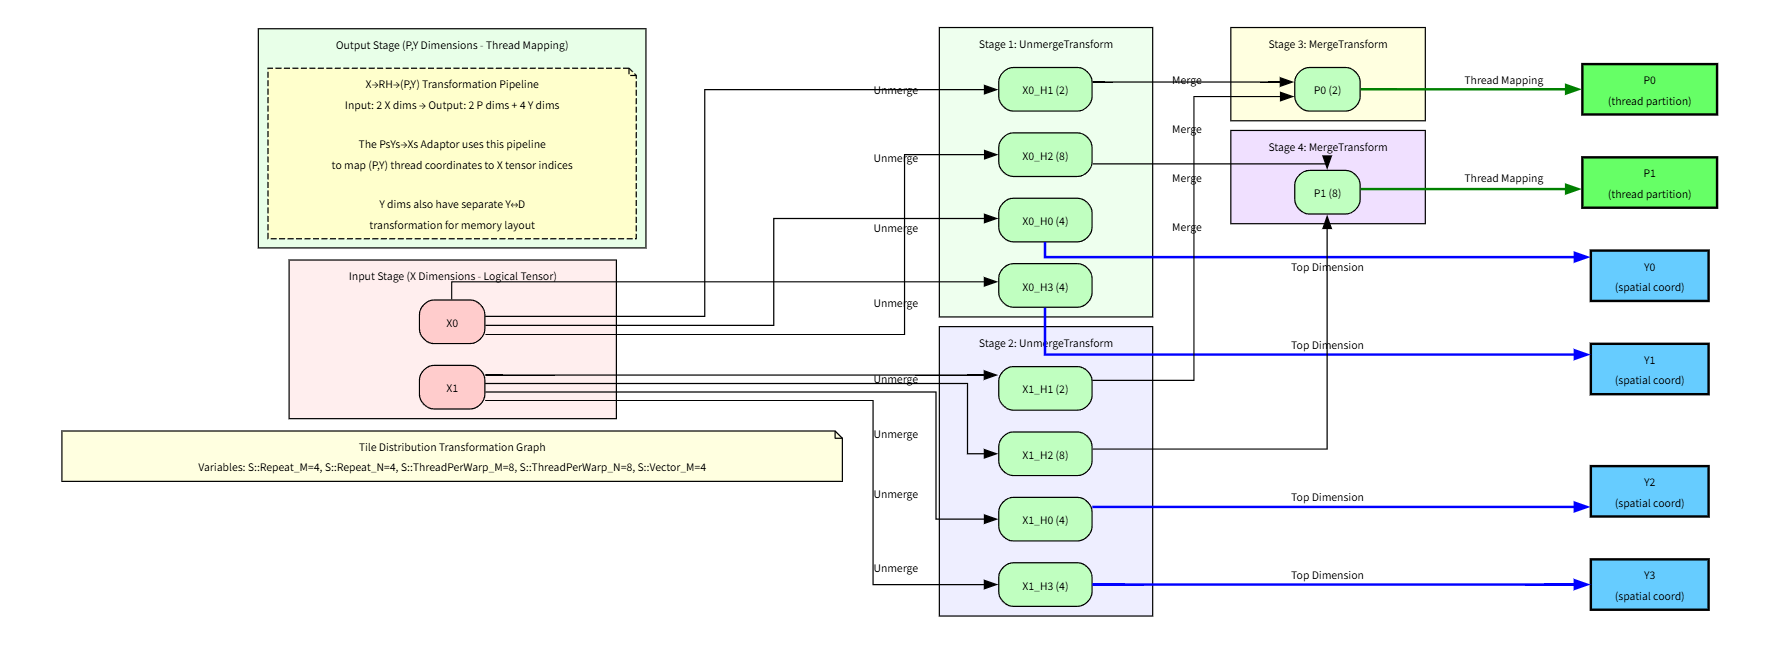 Output Stage (P,Y Dimensions - Thread Mapping)
X→RH→(P,Y) Transformation Pipeline
Input: 2 X dims → Output: 2 P dims + 4 Y dims
The PsYs→Xs Adaptor uses this pipeline
to map (P,Y) thread coordinates to X tensor indices
Y dims also have separate Y↔D
transformation for memory layout
Input Stage (X Dimensions - Logical Tensor)
X0
X1
Tile Distribution Transformation Graph
Variables: S::Repeat_M=4, S::Repeat_N=4, S::ThreadPerWarp_M=8, S::ThreadPerWarp_N=8, S::Vector_M=4
Unmerge
Unmerge
Unmerge
Unmerge
Unmerge
Unmerge
Unmerge
Unmerge
Stage 1: UnmergeTransform
X0_H1 (2)
X0_H2 (8)
X0_H0 (4)
X0_H3 (4)
Stage 2: UnmergeTransform
X1_H1 (2)
X1_H2 (8)
X1_H0 (4)
X1_H3 (4)
Merge
Merge
Merge
Merge
Stage 3: MergeTransform
P0 (2)
Stage 4: MergeTransform
P1 (8)
Thread Mapping
Thread Mapping
Top Dimension
Top Dimension
Top Dimension
Top Dimension
P0
(thread partition)
P1
(thread partition)
Y0
(spatial coord)
Y1
(spatial coord)
Y2
(spatial coord)
Y3
(spatial coord)